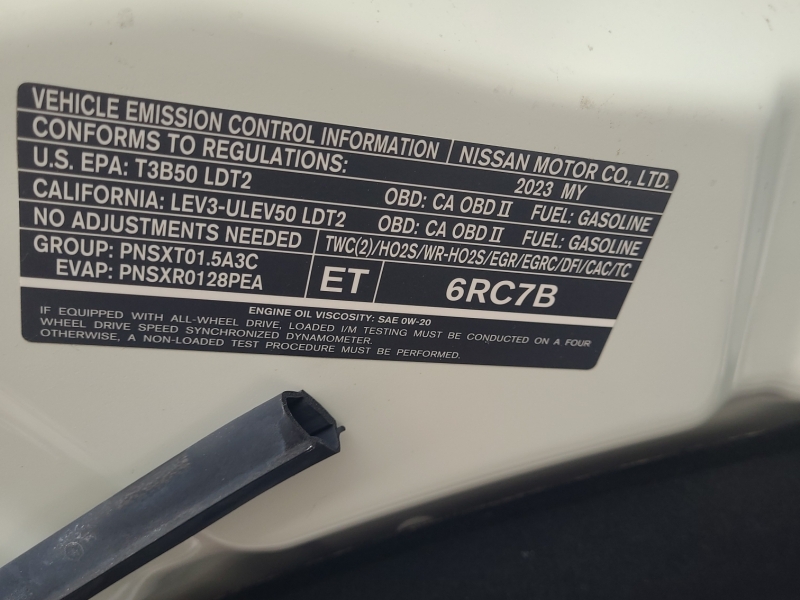 VEHICLE EMISSION CONTROL INFORMATION NISSAN MOTOR CO., LTD.
CONFORMS TO REGULATIONS: 2023 MY
U.S. EPA: T3B50 LDT2 OBD: CA OBD II FUEL: GASOLINE
CALIFORNIA: LEV3-ULEV50 LDT2 OBD: CA OBD II FUEL: GASOLINE
NO ADJUSTMENTS NEEDED TWC(2)/HO2S/WR-HO2S/EGR/EGRC/DFI/CAC/TC
GROUP: PNSXT01.5A3C
EVAP: PNSXR0128PEA
ET 6RC7B
ENGINE OIL VISCOSITY: SAE 0W-20
IF EQUIPPED WITH ALL-WHEEL DRIVE, LOADED I/M TESTING MUST BE CONDUCTED ON A FOUR
WHEEL DRIVE SPEED SYNCHRONIZED DYNAMOMETER.
OTHERWISE, A NON-LOADED TEST PROCEDURE MUST BE PERFORMED.